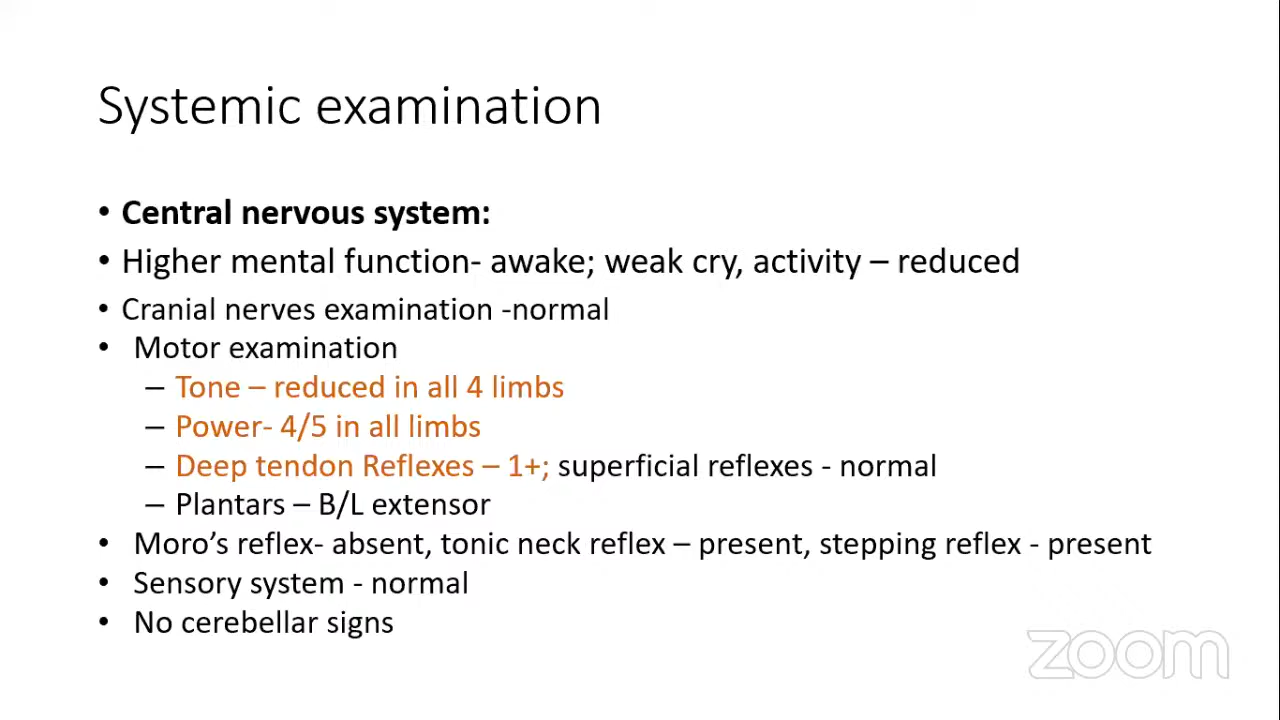 Systemic examination
• Central nervous system:
• Higher mental function- awake; weak cry, activity – reduced
• Cranial nerves examination -normal
• Motor examination
– Tone – reduced in all 4 limbs
– Power- 4/5 in all limbs
– Deep tendon Reflexes – 1+; superficial reflexes - normal
– Plantars – B/L extensor
• Moro’s reflex- absent, tonic neck reflex – present, stepping reflex - present
• Sensory system - normal
• No cerebellar signs
zoom